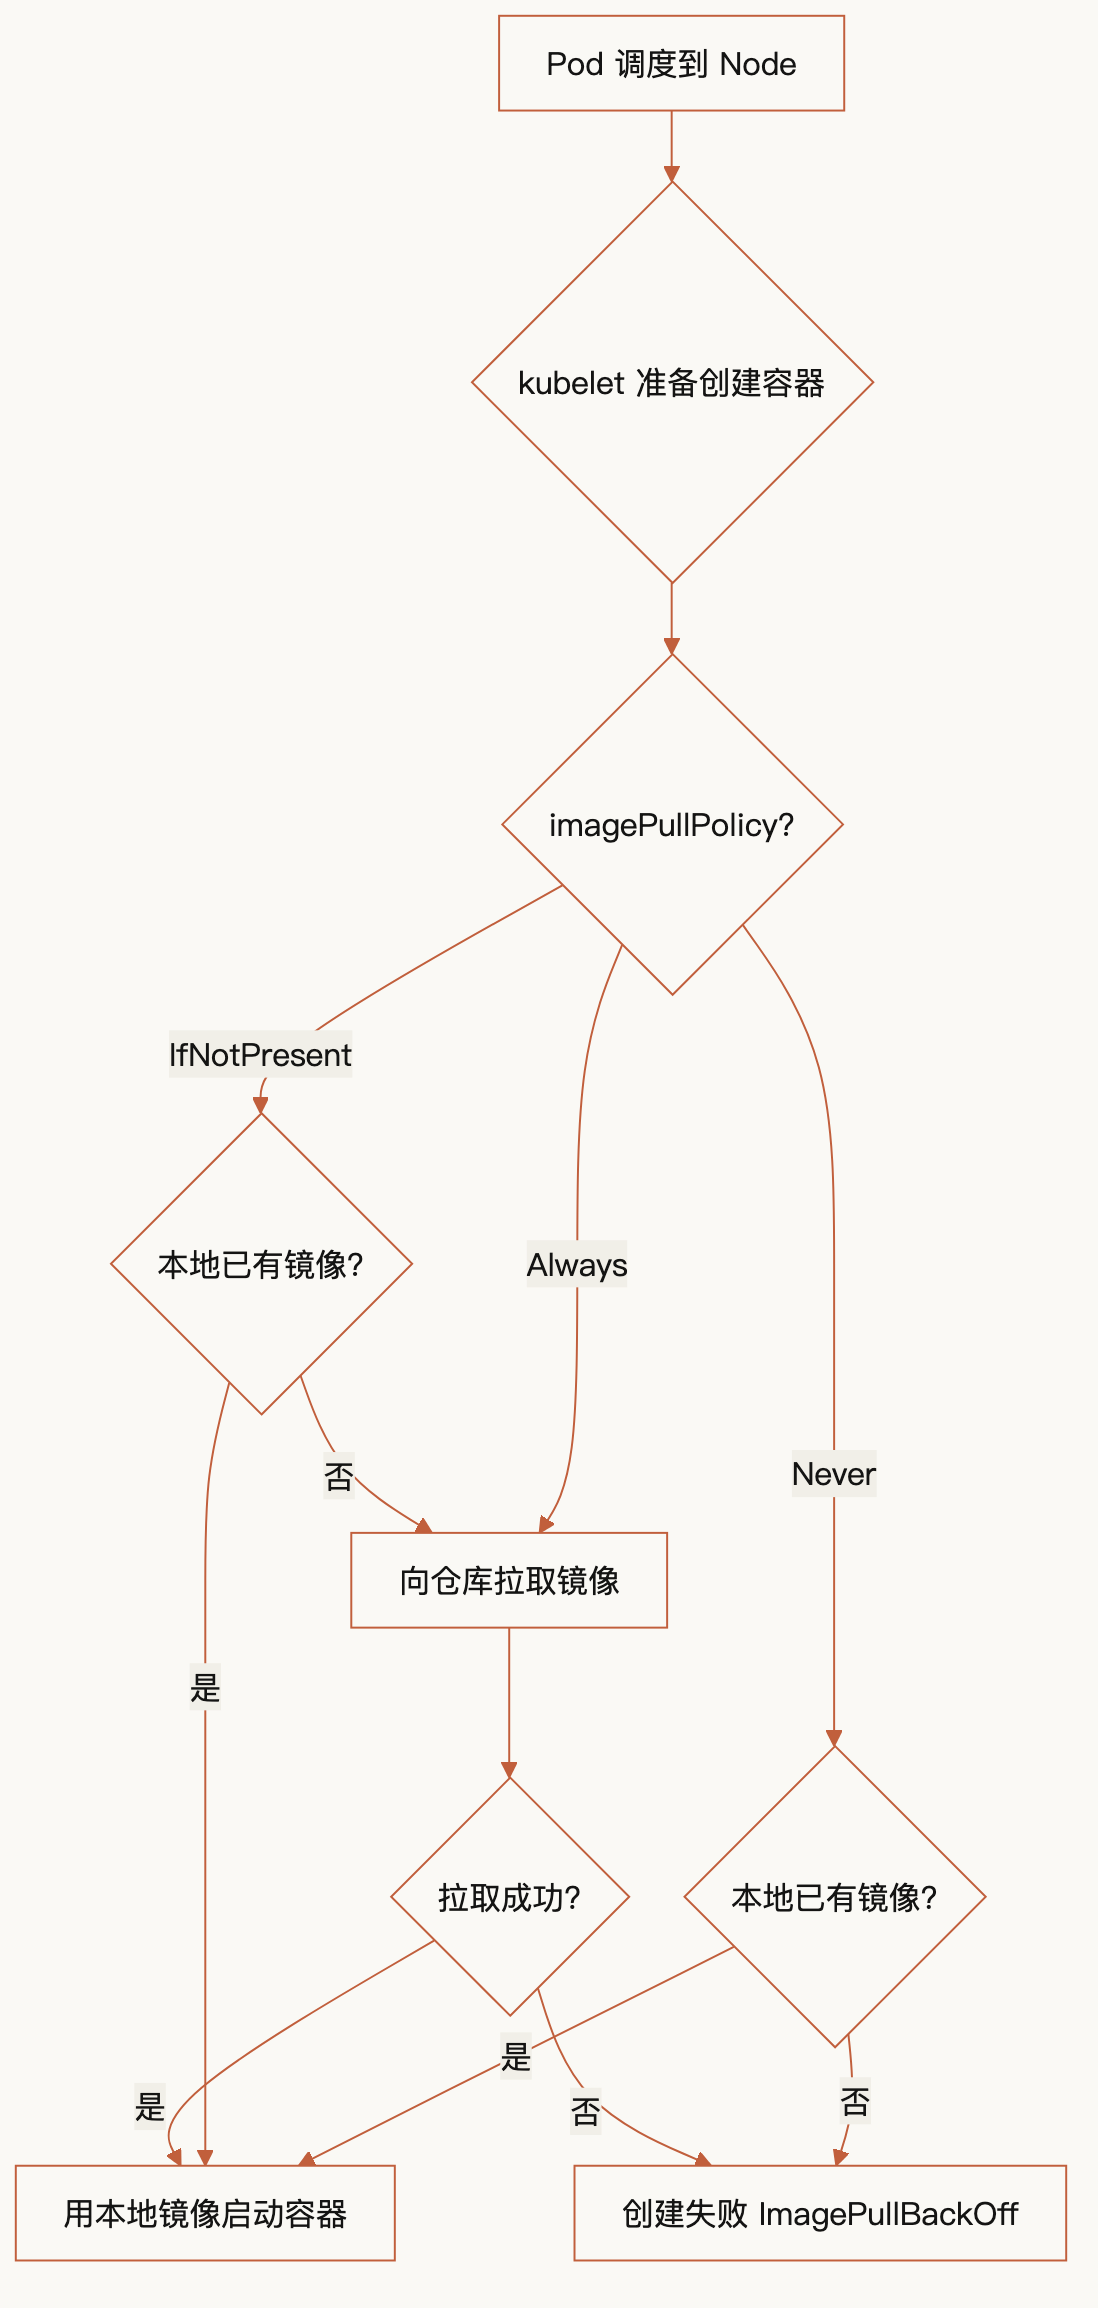 Pod 调度到 Node
kubelet 准备创建容器
imagePullPolicy?
IfNotPresent
本地已有镜像?
Always
否
Never
向仓库拉取镜像
是
拉取成功?
本地已有镜像?
是
是
否
否
用本地镜像启动容器
创建失败 ImagePullBackOff